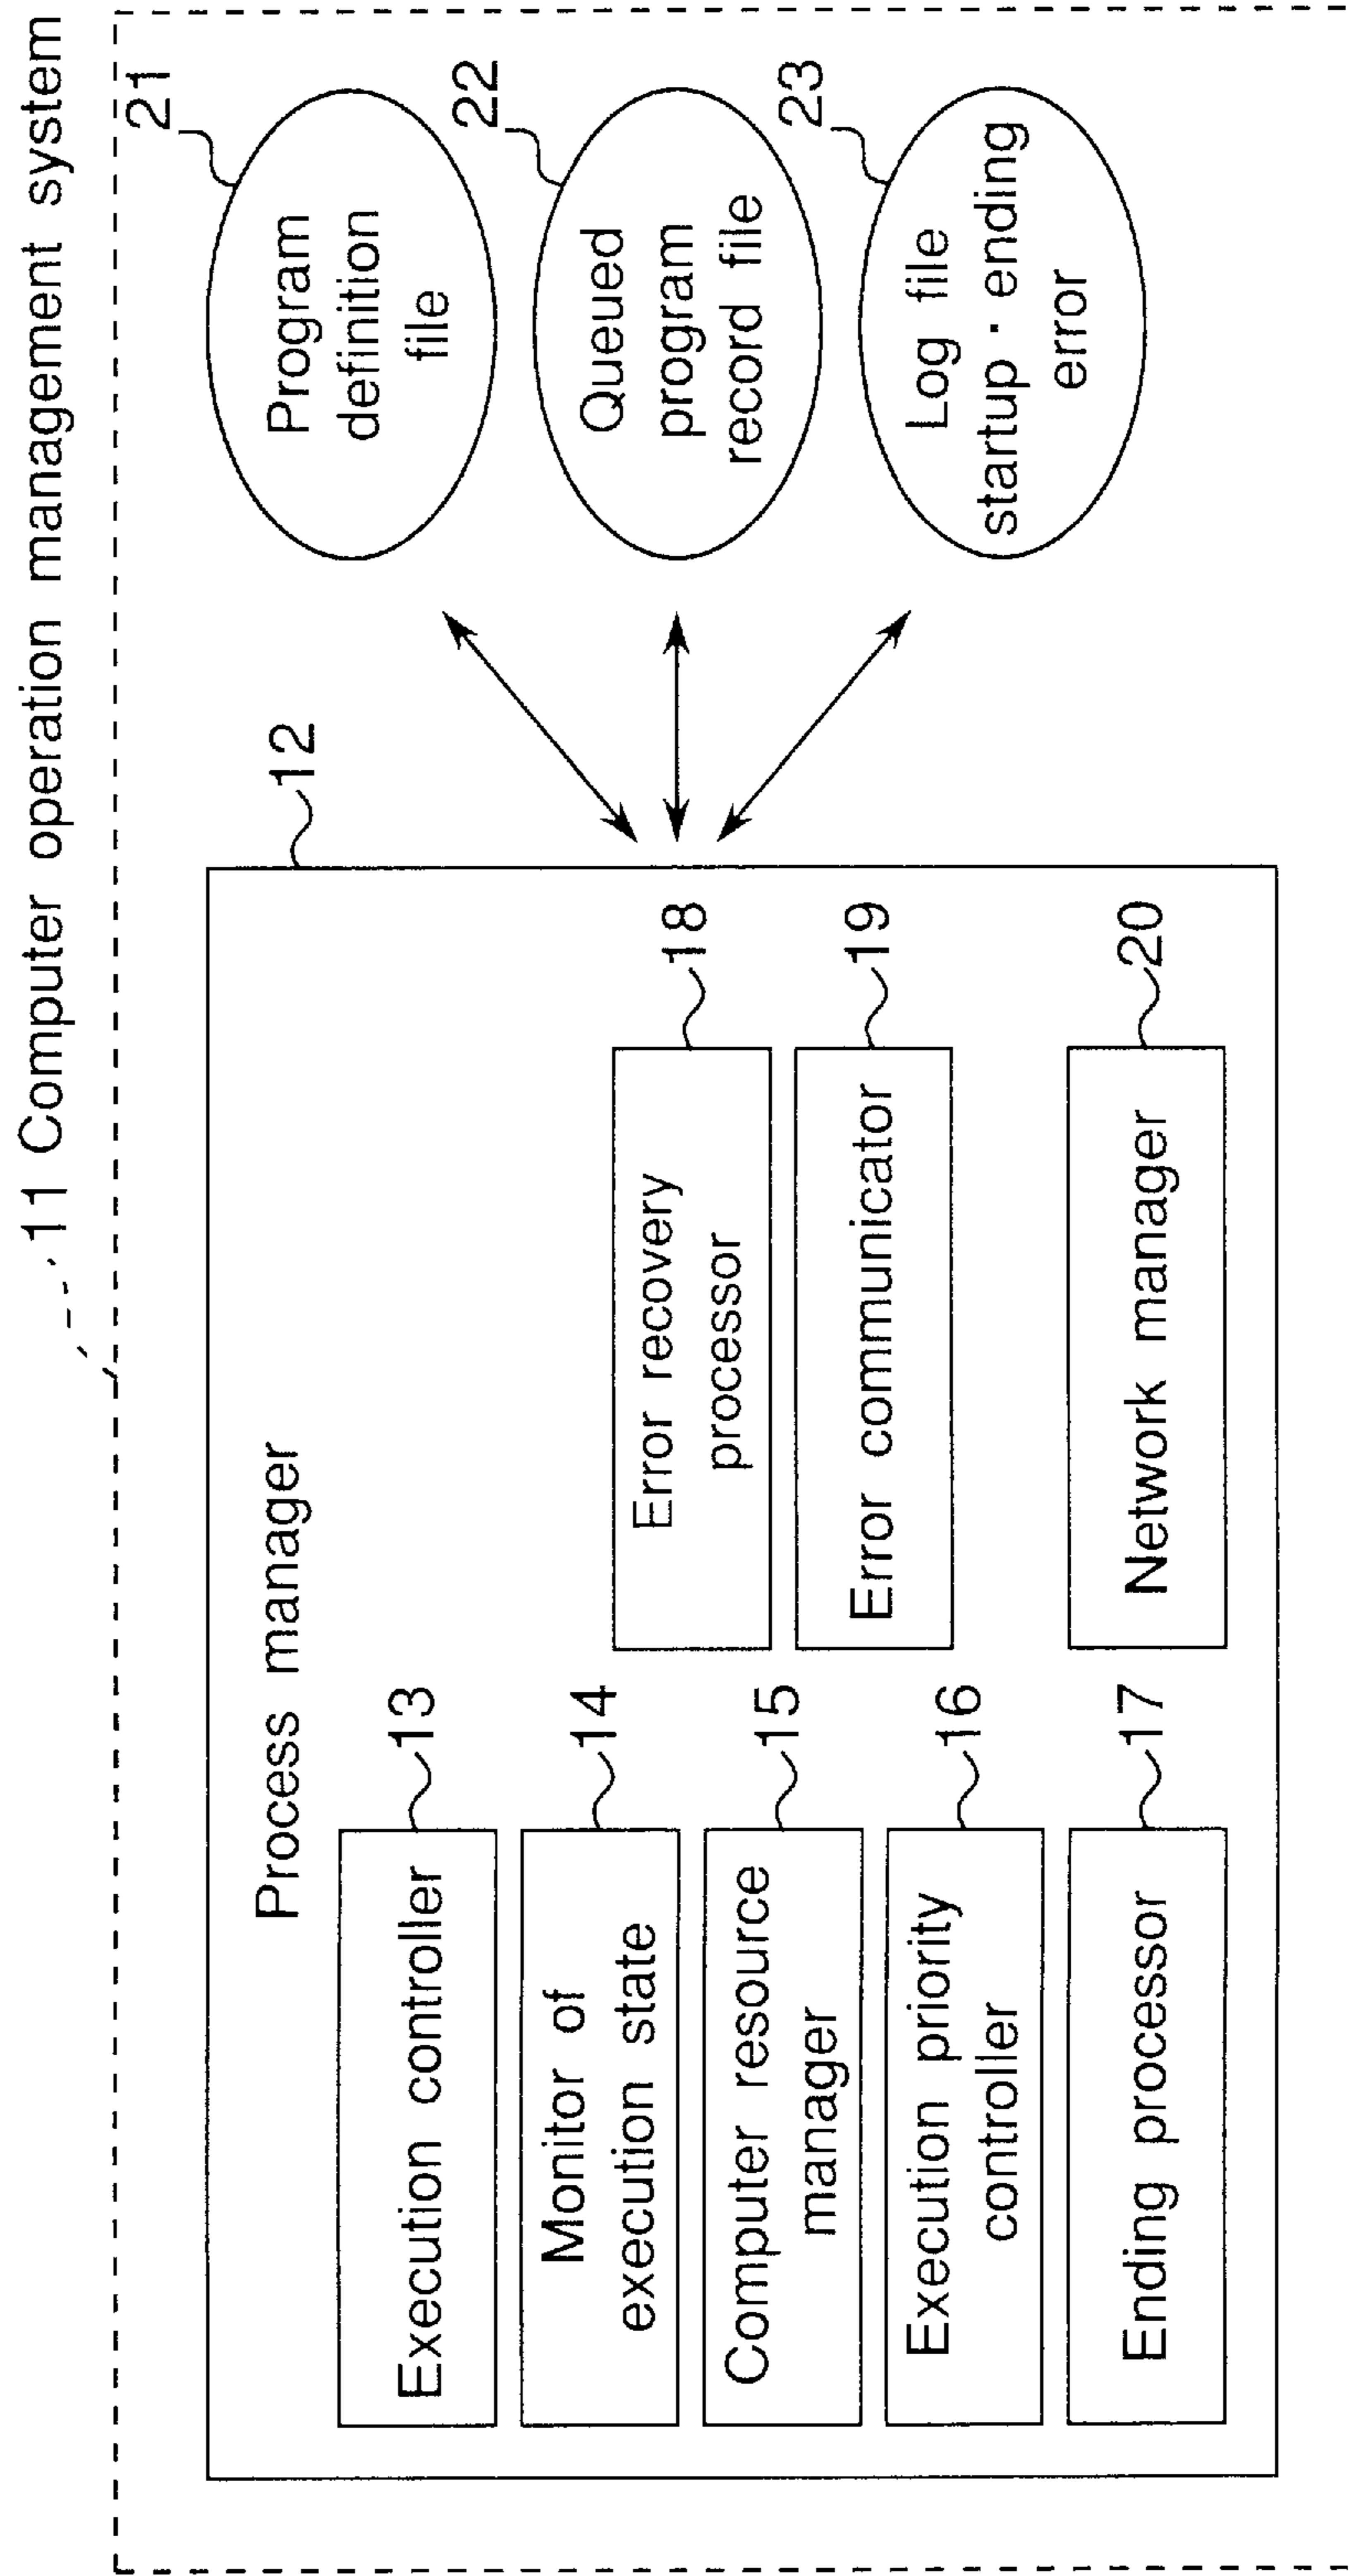 11 Computer operation management system
Process manager
12
Execution controller
13
Monitor of
execution state
14
Computer resource
manager
15
Execution priority
controller
16
Ending processor
17
Error recovery
processor
18
Error communicator
19
Network manager
20
Program
definition
file
21
Queued
program
record file
22
Log file
startup · ending
error
23